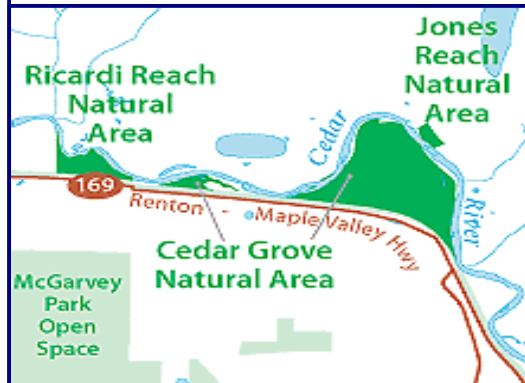 Jones
Reach
Natural
Area
Ricardi Reach
Natural
Area
Cedar
River
169
Renton - Maple Valley Hwy
Cedar Grove
Natural Area
McGarvey
Park
Open
Space